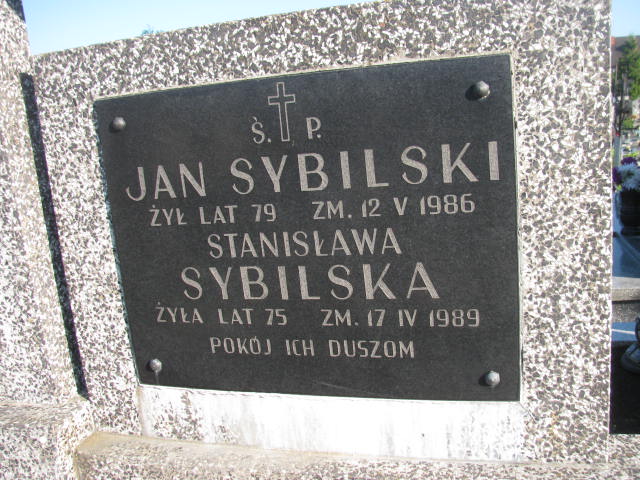 Ś. P.
JAN SYBILSKI
ŻYŁ LAT 79 ZM. 12 V 1986
STANISŁAWA
SYBILSKA
ŻYŁA LAT 75 ZM. 17 IV 1989
POKÓJ ICH DUSZOM